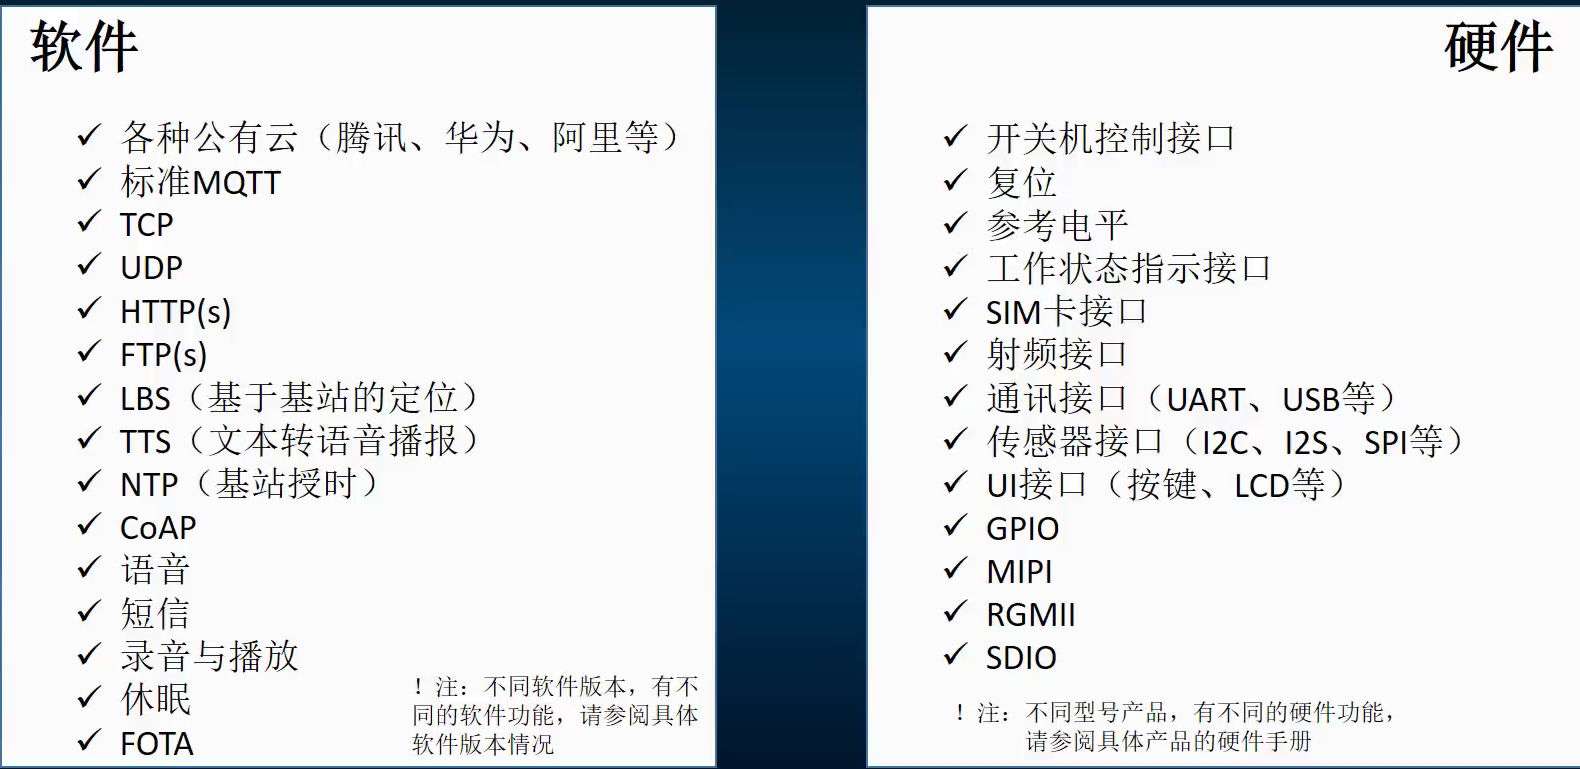 软件
✓ 各种公有云（腾讯、华为、阿里等）
✓ 标准MQTT
✓ TCP
✓ UDP
✓ HTTP(s)
✓ FTP(s)
✓ LBS（基于基站的定位）
✓ TTS（文本转语音播报）
✓ NTP（基站授时）
✓ CoAP
✓ 语音
✓ 短信
✓ 录音与播放
✓ 休眠
✓ FOTA
！注：不同软件版本，有不
同的软件功能，请参阅具体
软件版本情况
硬件
✓ 开关机控制接口
✓ 复位
✓ 参考电平
✓ 工作状态指示接口
✓ SIM卡接口
✓ 射频接口
✓ 通讯接口（UART、USB等）
✓ 传感器接口（I2C、I2S、SPI等）
✓ UI接口（按键、LCD等）
✓ GPIO
✓ MIPI
✓ RGMII
✓ SDIO
！注：不同型号产品，有不同的硬件功能，
请参阅具体产品的硬件手册